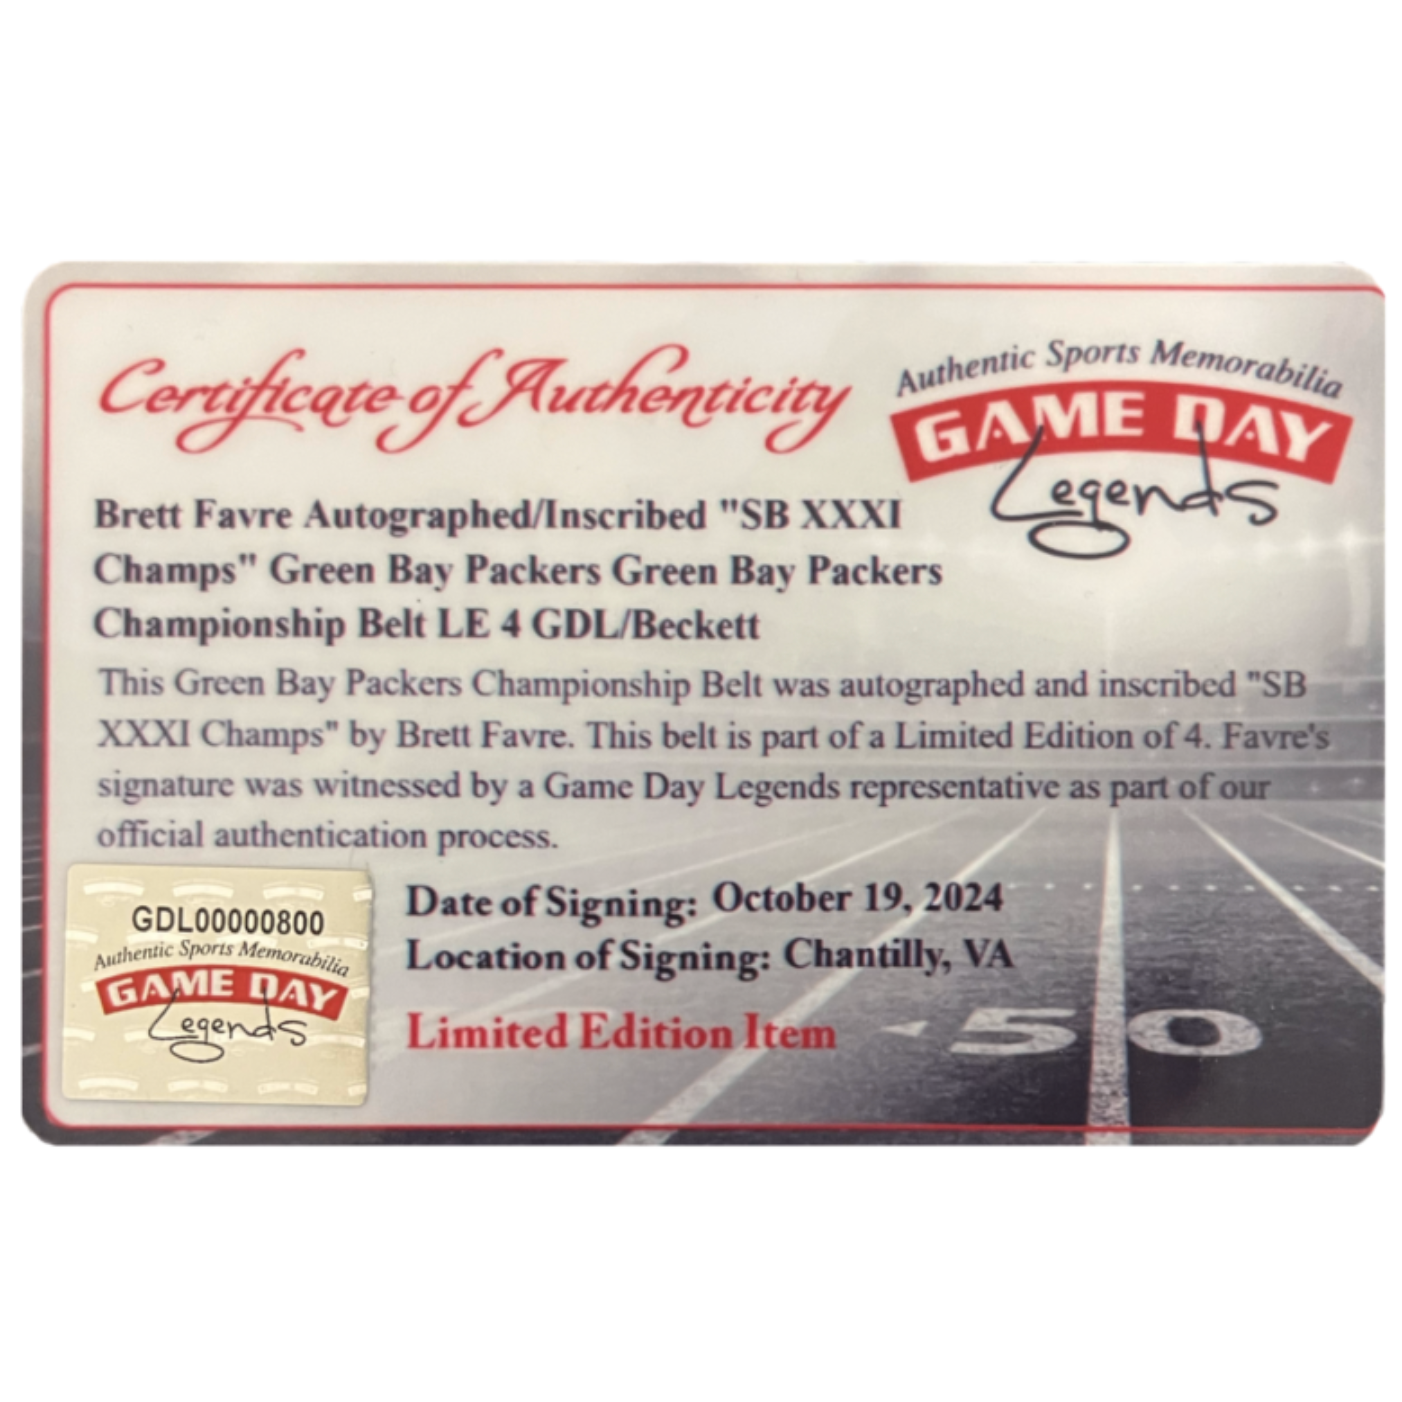 Certificate of Authenticity
Authentic Sports Memorabilia
GAME DAY
Legends
Brett Favre Autographed/Inscribed "SB XXXI
Champs" Green Bay Packers Green Bay Packers
Championship Belt LE 4 GDL/Beckett
This Green Bay Packers Championship Belt was autographed and inscribed "SB
XXXI Champs" by Brett Favre. This belt is part of a Limited Edition of 4. Favre's
signature was witnessed by a Game Day Legends representative as part of our
official authentication process.
GDL00000800
Authentic Sports Memorabilia
GAME DAY
Legends
Date of Signing: October 19, 2024
Location of Signing: Chantilly, VA
Limited Edition Item
50